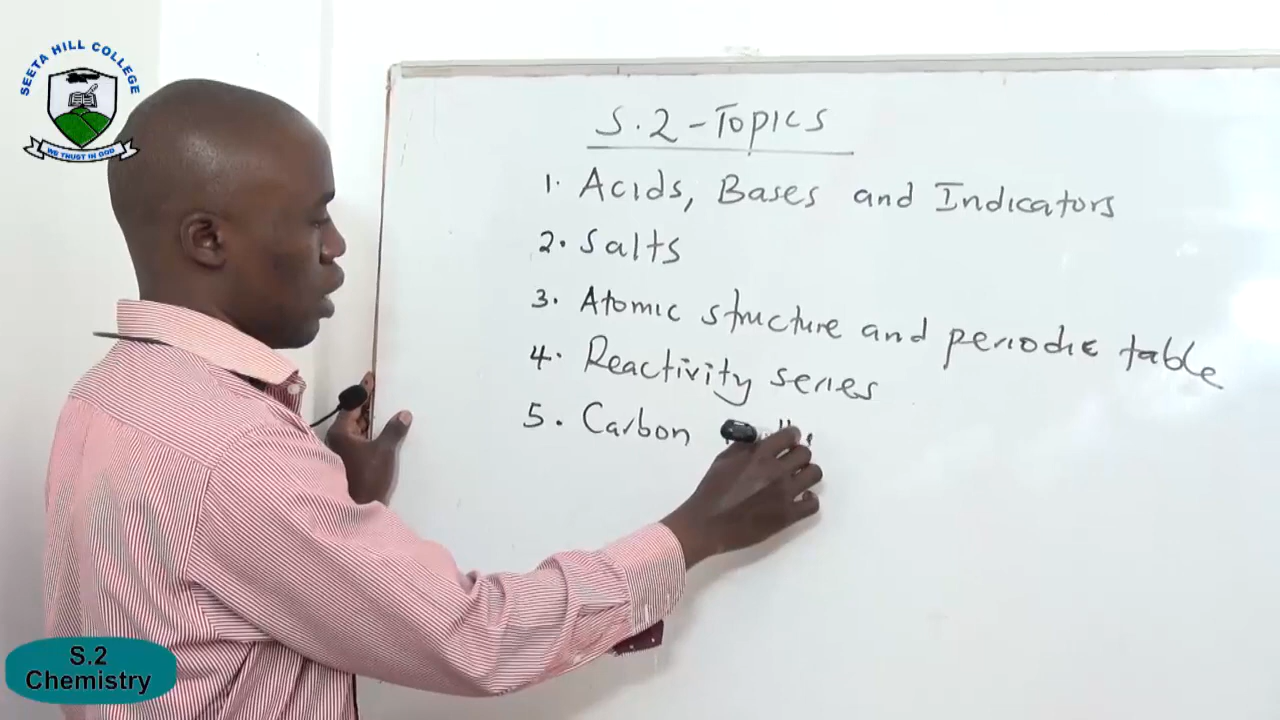 SEETA HILL COLLEGE
WE TRUST IN GOD
S.2 - Topics
1. Acids, Bases and Indicators
2. Salts
3. Atomic structure and periodic table
4. Reactivity series
5. Carbon
S.2
Chemistry